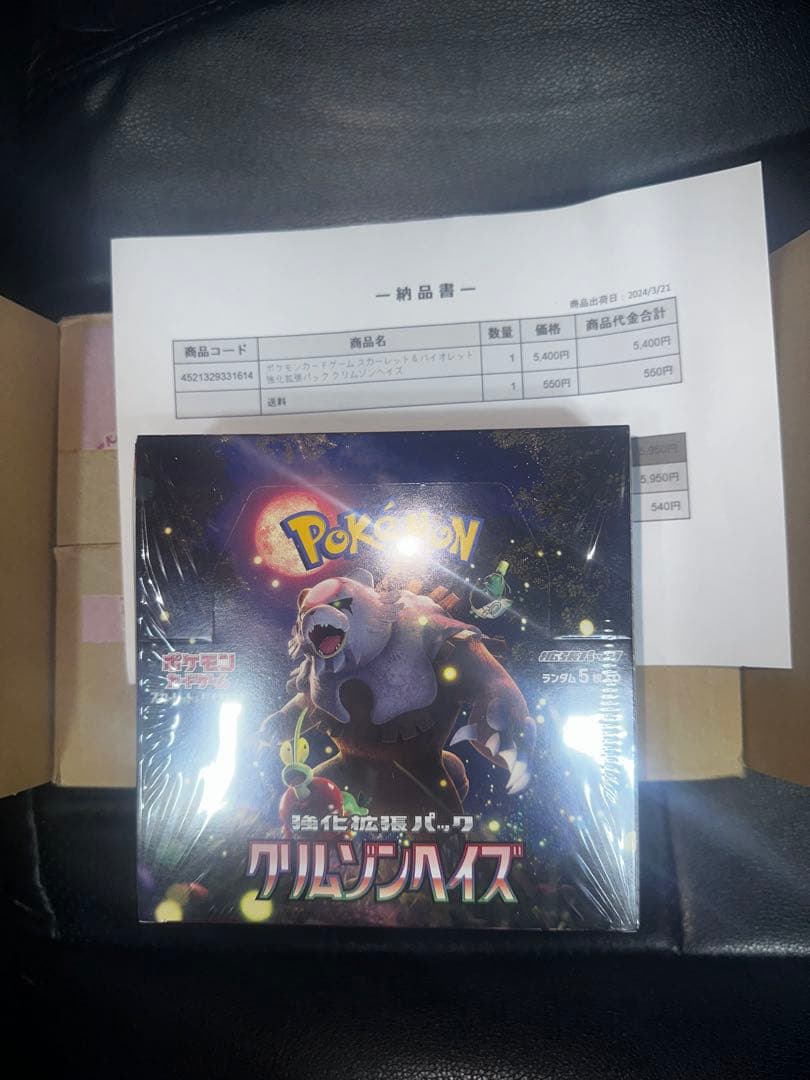 ― 納品書 ―
商品出荷日：2024/3/21
商品コード 商品名 数量 価格 商品代金合計
4521329331614 ポケモンカードゲーム スカーレット＆バイオレット 1 5,400円 5,400円
強化拡張パック クリムゾンヘイズ
送料 1 550円 550円
5,950円
5,950円
540円
POKéMON
ポケモン
カードゲーム
ランダム5
強化拡張パック
クリムゾンヘイズ